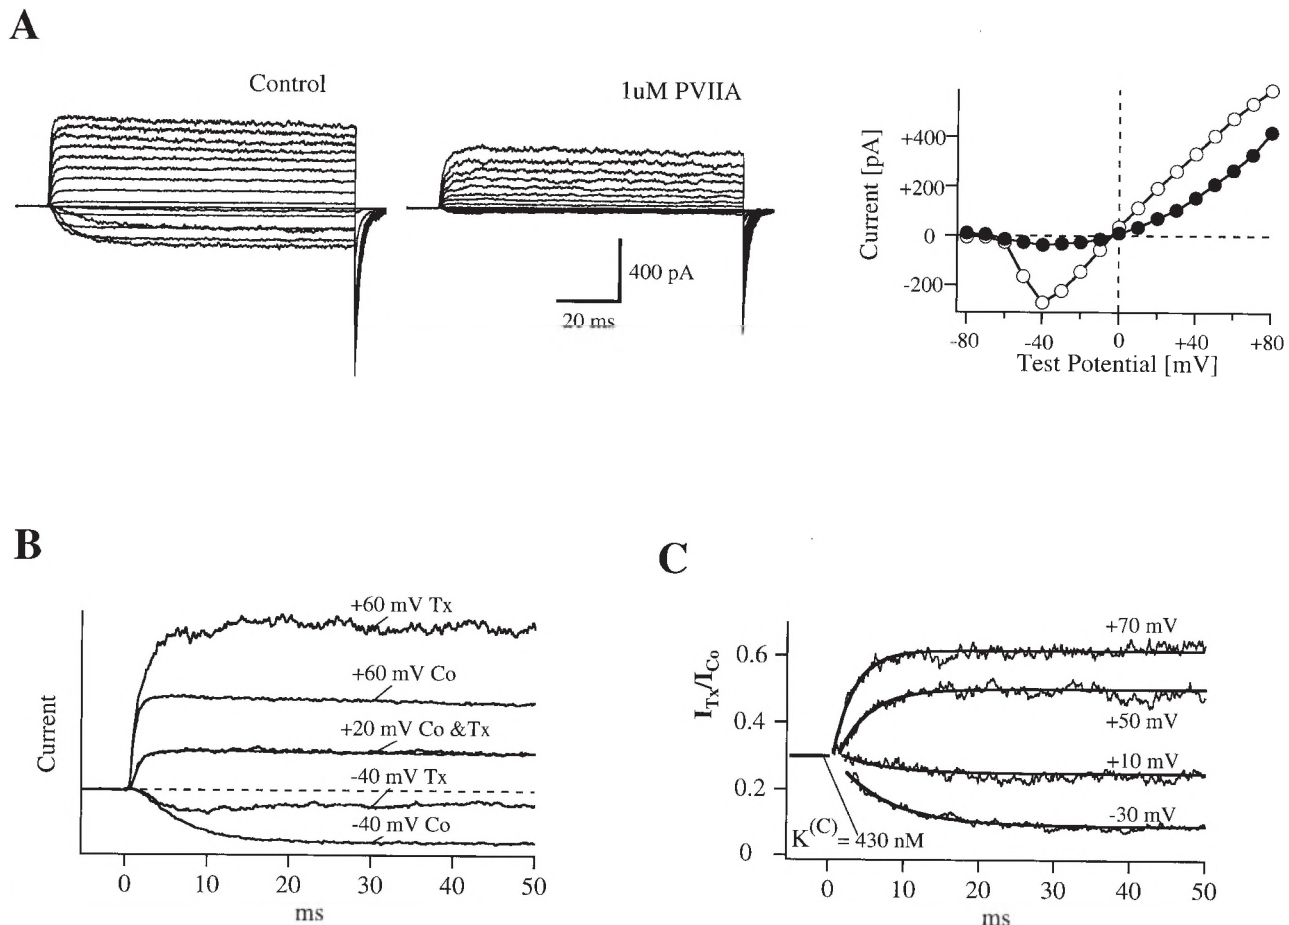 A
Control
1uM PVIIA
400 pA
20 ms
Current [pA]
+400
+200
0
-200
-80
-40
0
+40
+80
Test Potential [mV]
B
Current
+60 mV Tx
+60 mV Co
+20 mV Co &Tx
-40 mV Tx
-40 mV Co
0
10
20
30
40
50
ms
C
I_Tx/I_Co
0.6
0.4
0.2
0
+70 mV
+50 mV
+10 mV
-30 mV
K^(C) = 430 nM
0
10
20
30
40
50
ms